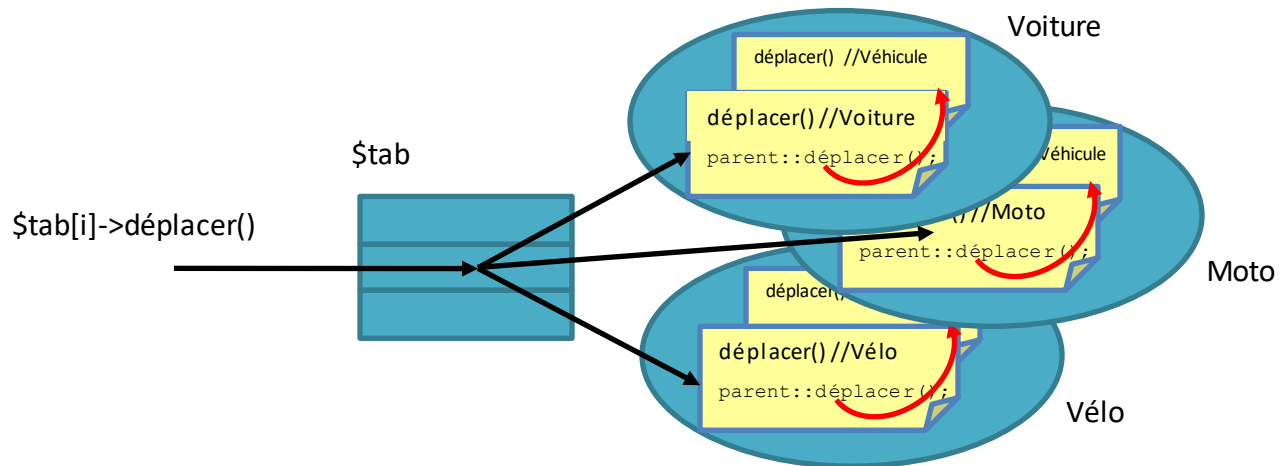 Voiture
déplacer() //Véhicule
déplacer() //Voiture
parent::déplacer();
$tab
$tab[i]->déplacer()
Véhicule
() //Moto
parent::déplacer();
Moto
déplacer()
déplacer() //Vélo
parent::déplacer();
Vélo